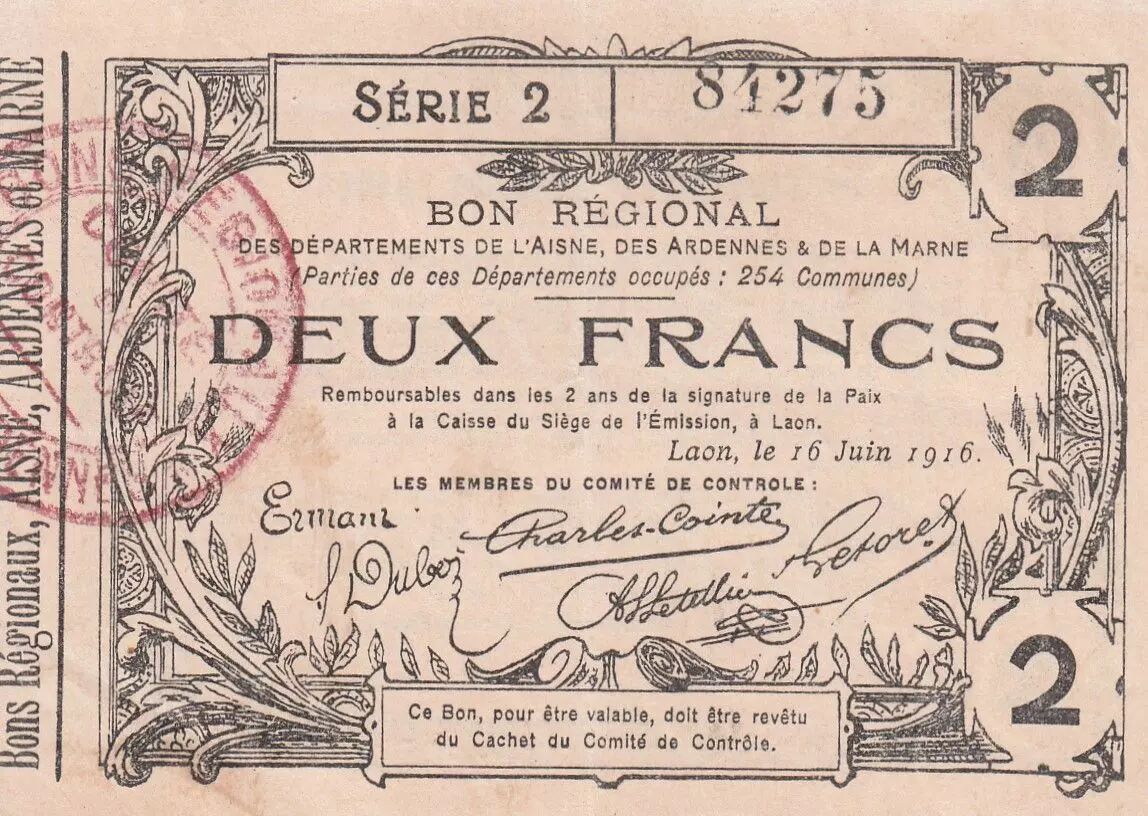 SÉRIE 2
84275
2
BON RÉGIONAL
DES DÉPARTEMENTS DE L'AISNE, DES ARDENNES & DE LA MARNE
(Parties de ces Départements occupés : 254 Communes)
DEUX FRANCS
Remboursables dans les 2 ans de la signature de la Paix
à la Caisse du Siège de l'Émission, à Laon.
Laon, le 16 Juin 1916.
LES MEMBRES DU COMITÉ DE CONTROLE :
Ermant
Charles-Cointe
2
Ce Bon, pour être valable, doit être revêtu
du Cachet du Comité de Contrôle.
Bons Régionaux, AISNE, ARDENNES et MARNE